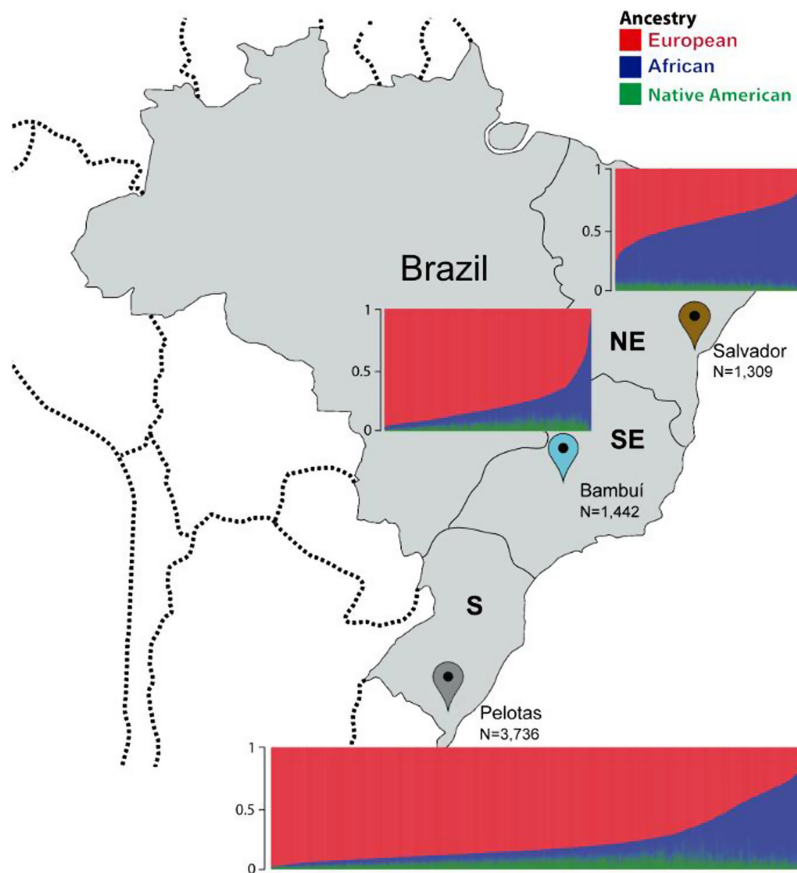 Ancestry
European
African
Native American
Brazil
1
0.5
0
NE
Salvador
N=1,309
1
0.5
0
SE
Bambuí
N=1,442
S
Pelotas
N=3,736
1
0.5
0